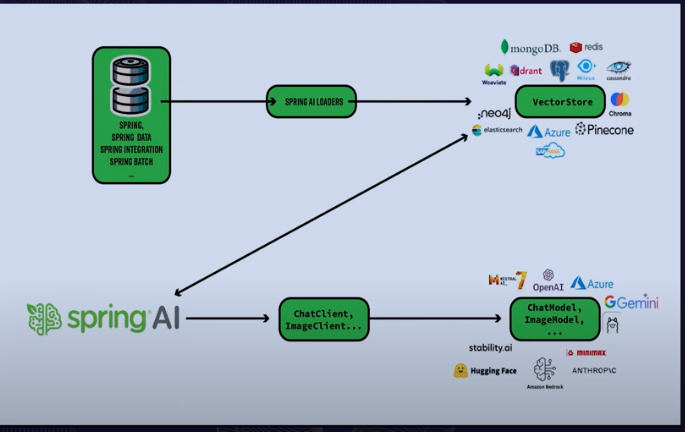 mongoDB
redis
Weaviate
drant
Milvus
cassandra
SPRING,
SPRING DATA
SPRING INTEGRATION
SPRING BATCH
...
SPRING AI LOADERS
VectorStore
Chroma
:neo4j
elasticsearch
Azure
Pinecone
SAP
spring AI
ChatClient,
ImageClient...
OpenAI
Azure
Gemini
ChatModel,
ImageModel,
...
stability.ai
MINIMAX
Hugging Face
Amazon Bedrock
ANTHROP\C